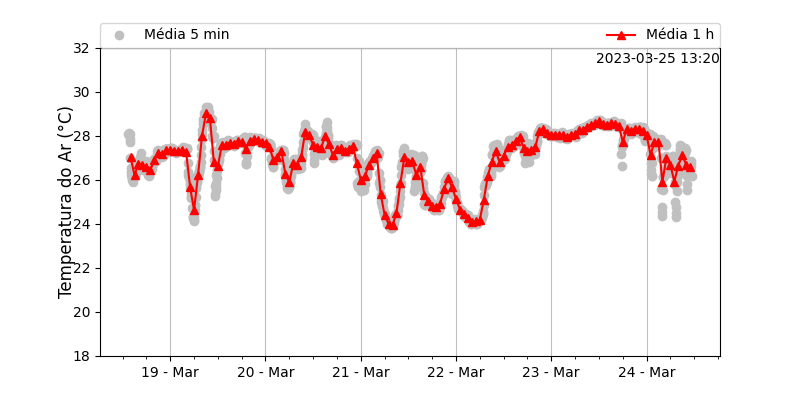 Média 5 min
Média 1 h
2023-03-25 13:20
Temperatura do Ar (°C)
32
30
28
26
24
22
20
18
19 - Mar
20 - Mar
21 - Mar
22 - Mar
23 - Mar
24 - Mar